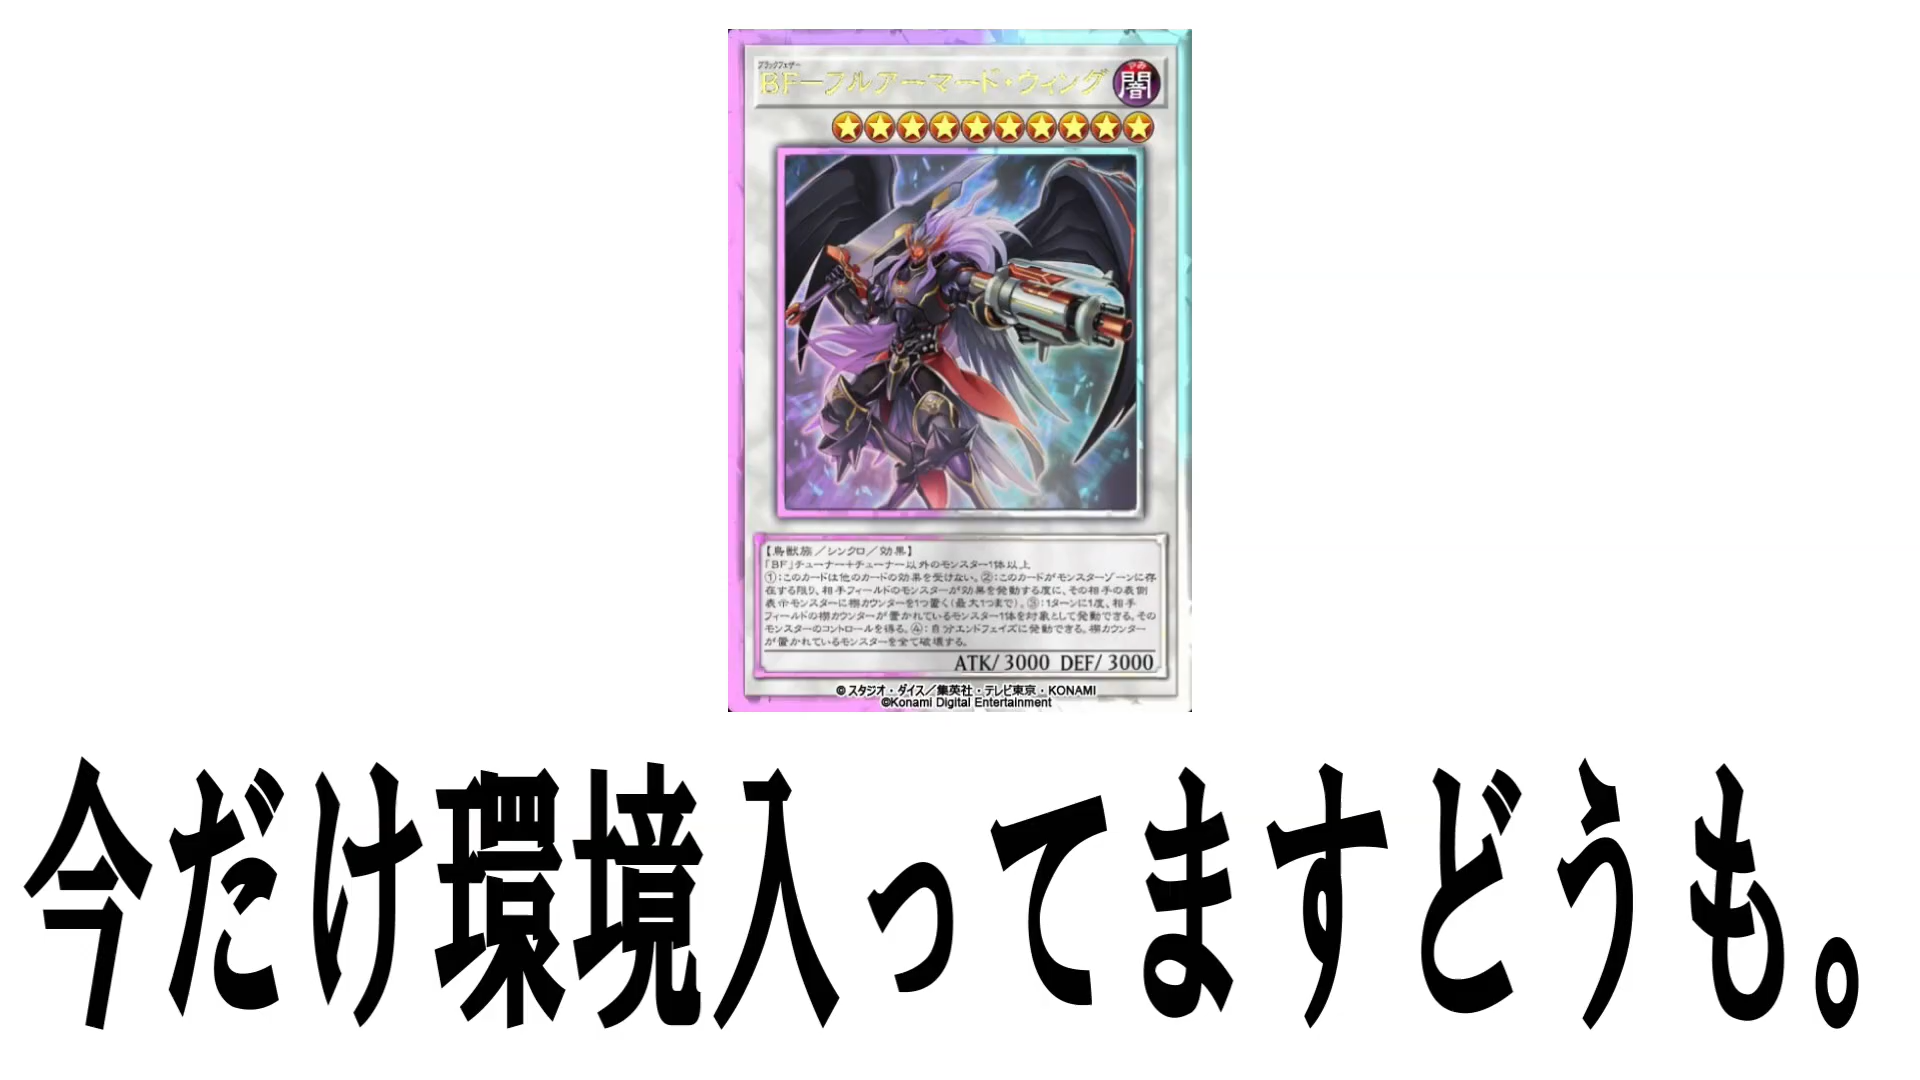 ブラックフェザー
BF－フルアーマード・ウィング
やみ
闇
【鳥獣族／シンクロ／効果】
「BF」チューナー＋チューナー以外のモンスター1体以上
①：このカードは他のカードの効果を受けない。②：このカードがモンスターゾーンに存
在する限り、相手フィールドのモンスターが効果を発動する度に、その相手の表側
表示モンスターに楔カウンターを1つ置く(最大1つまで)。③：1ターンに1度、相手
フィールドの楔カウンターが置かれているモンスター1体を対象として発動できる。その
モンスターのコントロールを得る。④：自分エンドフェイズに発動できる。楔カウンター
が置かれているモンスターを全て破壊する。
ATK/ 3000 DEF/ 3000
© スタジオ・ダイス／集英社・テレビ東京・KONAMI
©Konami Digital Entertainment
今だけ環境入ってますどうも。